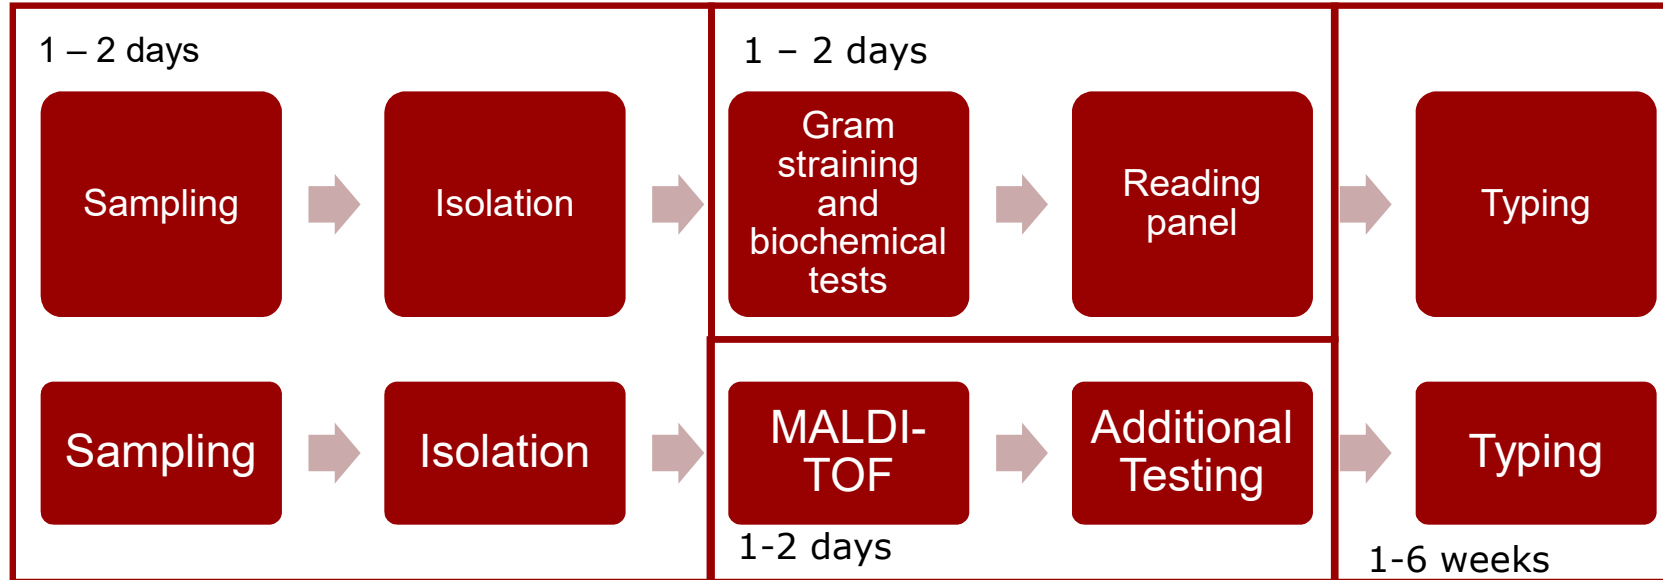 1 – 2 days
1 – 2 days
Sampling
Isolation
Gram
straining
and
biochemical
tests
Reading
panel
Typing
Sampling
Isolation
MALDI-
TOF
Additional
Testing
Typing
1-2 days
1-6 weeks